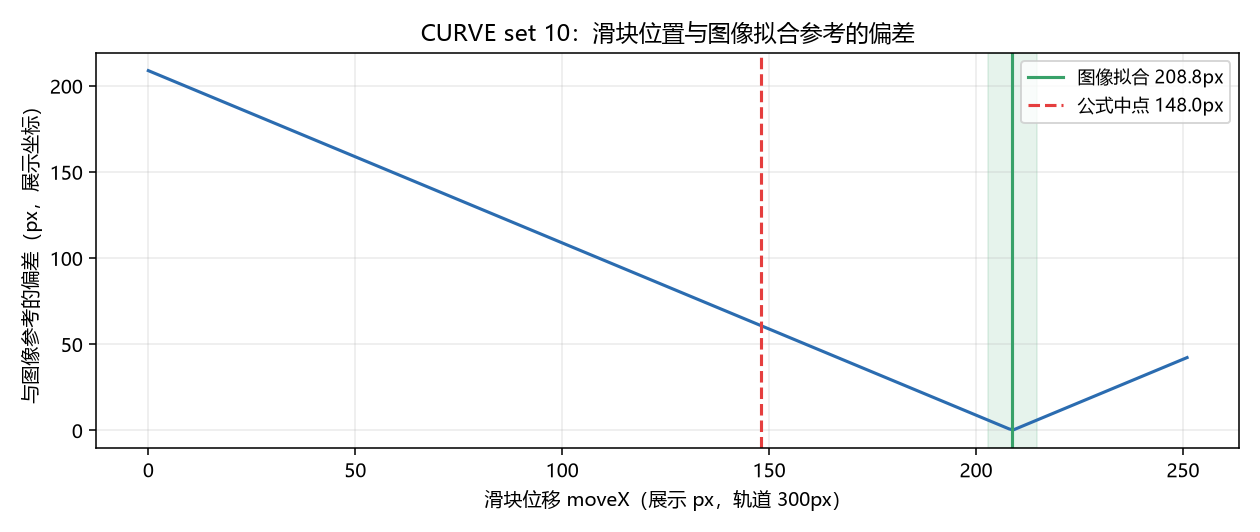 CURVE set 10：滑块位置与图像拟合参考的偏差
图像拟合 208.8px
公式中点 148.0px
与图像参考的偏差（px，展示坐标）
200
150
100
50
0
0 50 100 150 200 250
滑块位移 moveX（展示 px，轨道 300px）